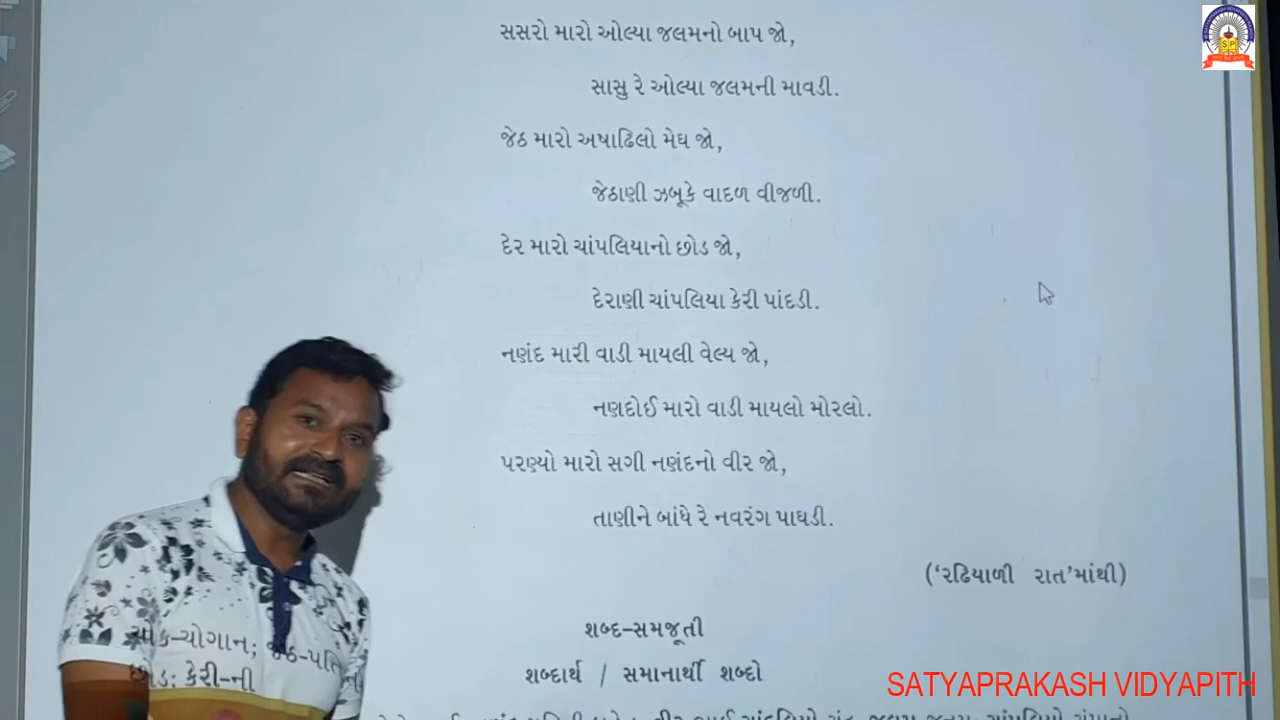 સસરો મારો ઓલ્યા જલમનો બાપ જો,
સાસુ રે ઓલ્યા જલમની માવડી.
જેઠ મારો અષાઢિલો મેઘ જો,
જેઠાણી ઝબૂકે વાદળ વીજળી.
દેર મારો ચાંપલિયાનો છોડ જો,
દેરાણી ચાંપલિયા કેરી પાંદડી.
નણંદ મારી વાડી માયલી વેલ્ય જો,
નણદોઈ મારો વાડી માયલો મોરલો.
પરણ્યો મારો સગી નણંદનો વીર જો,
તાણીને બાંધે રે નવરંગ પાઘડી.
(‘રઢિયાળી રાત’માંથી)
શબ્દ-સમજૂતી
શબ્દાર્થ / સમાનાર્થી શબ્દો
ચોક-ચોગાન; જેઠ-પતિ
છોડ; કેરી-ની
SATYAPRAKASH VIDYAPITH